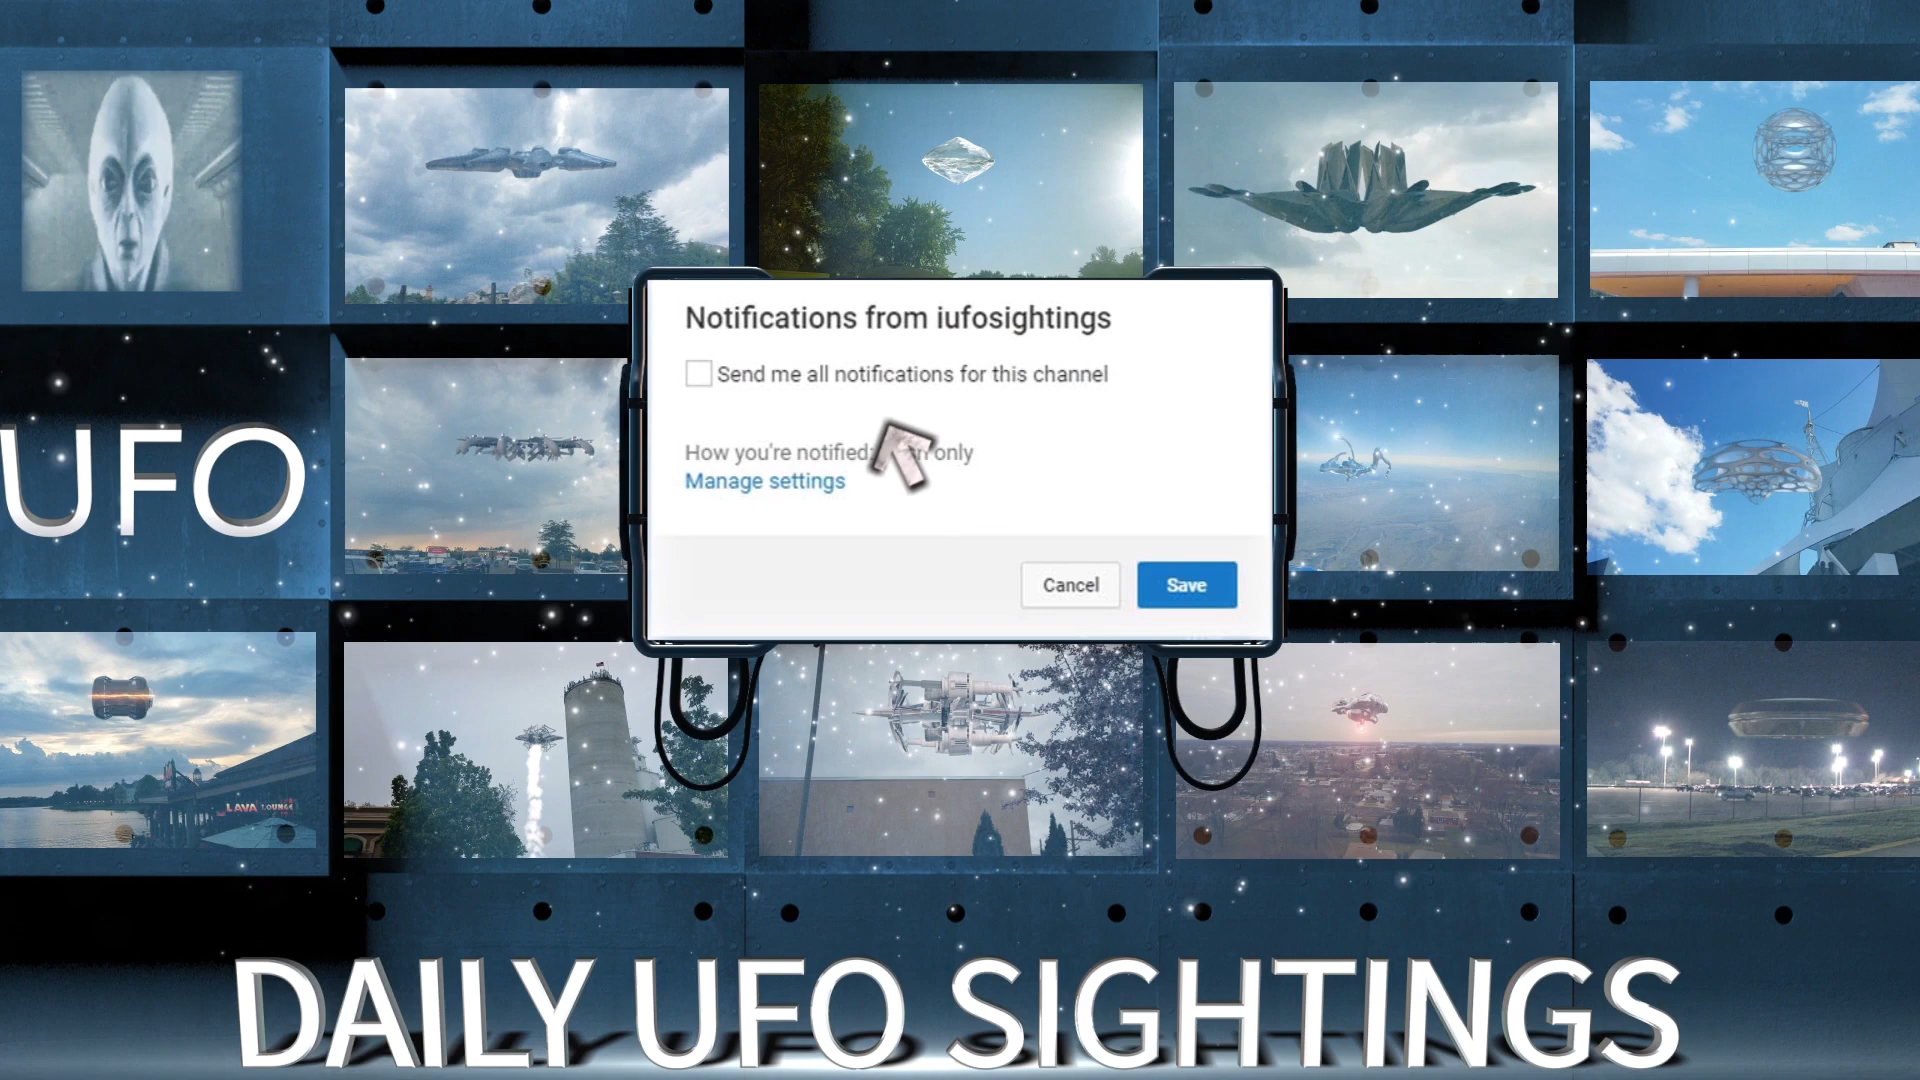 Notifications from iufosightings
Send me all notifications for this channel
How you're notified: only
Manage settings
Cancel
Save
UFO
LAVA LOUNGE
DAILY UFO SIGHTINGS